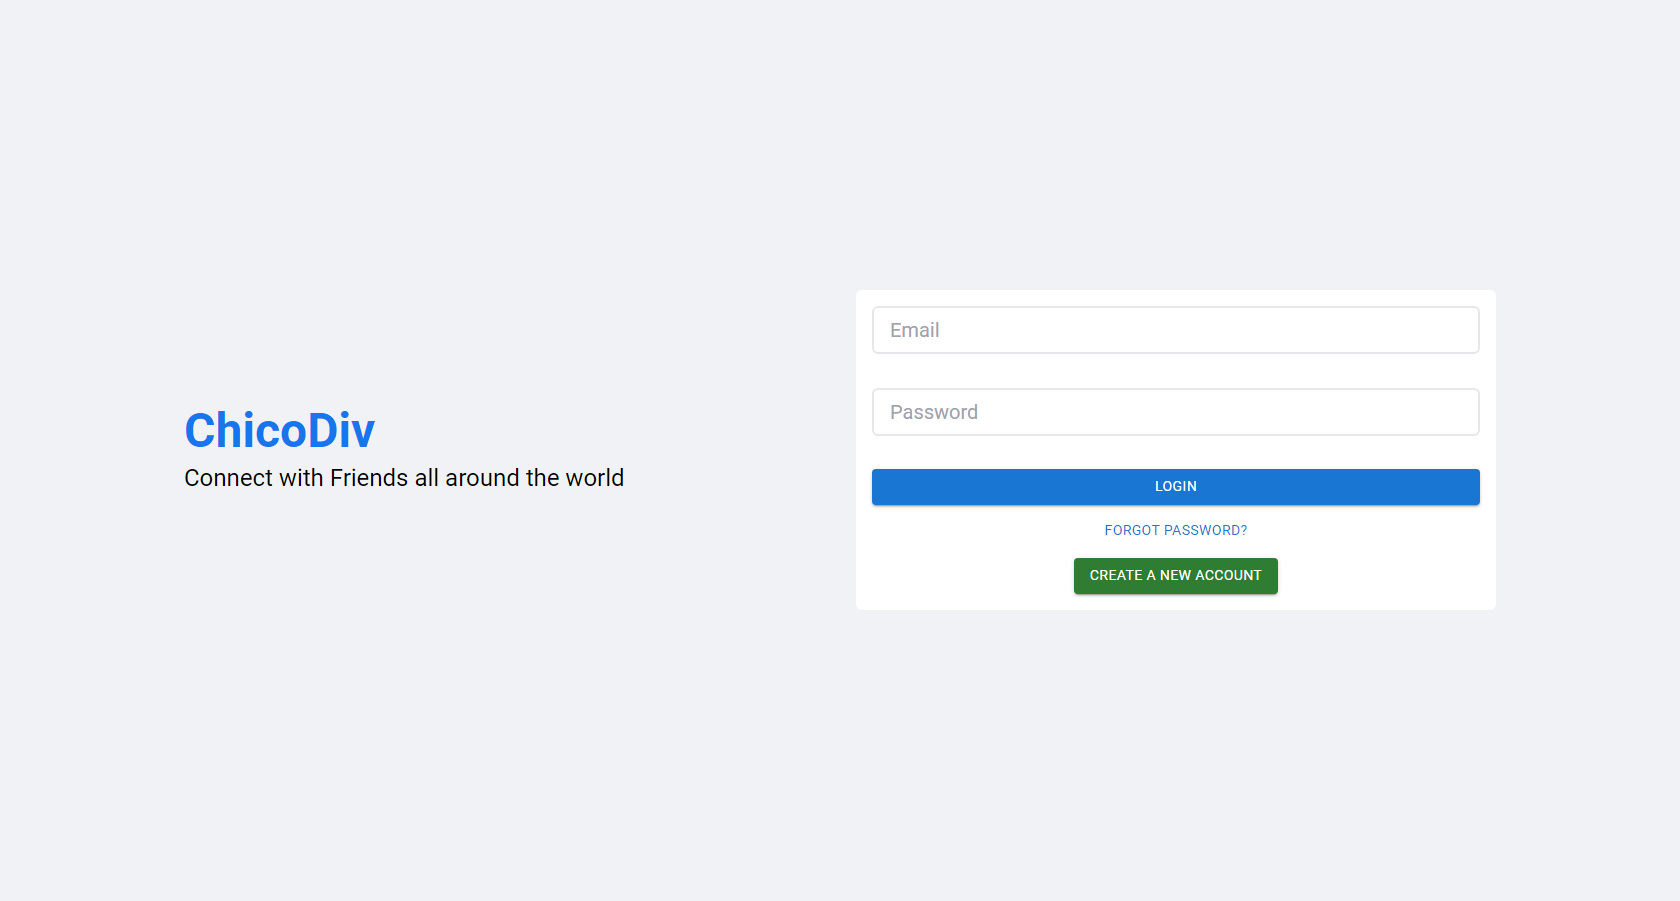 ChicoDiv
Connect with Friends all around the world
Email
Password
LOGIN
FORGOT PASSWORD?
CREATE A NEW ACCOUNT